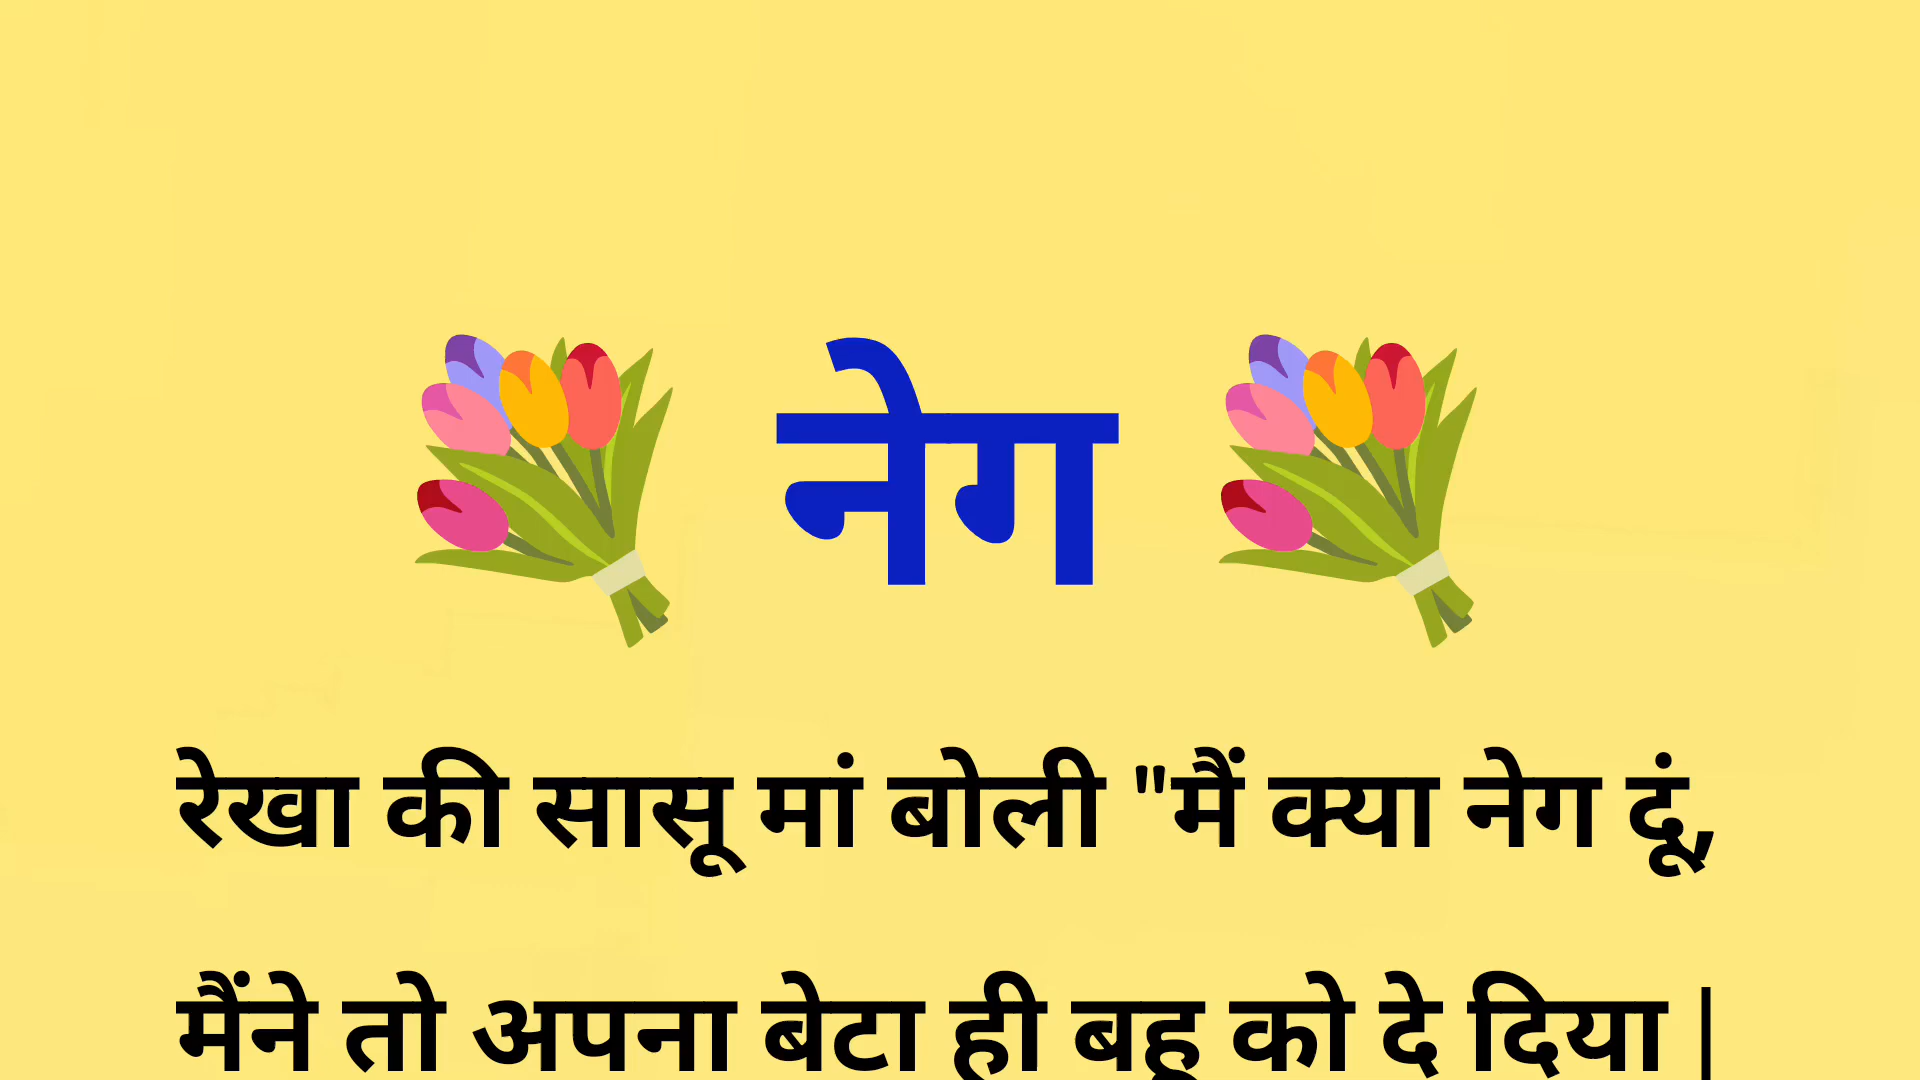 नेग
रेखा की सासू मां बोली "मैं क्या नेग दूं,
मैंने तो अपना बेटा ही बहू को दे दिया |